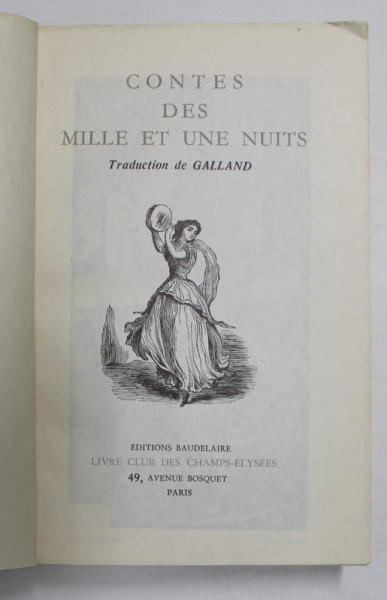 CONTES
DES
MILLE ET UNE NUITS
Traduction de GALLAND
ÉDITIONS BAUDELAIRE
LIVRE CLUB DES CHAMPS-ÉLYSÉES
49, AVENUE BOSQUET
PARIS